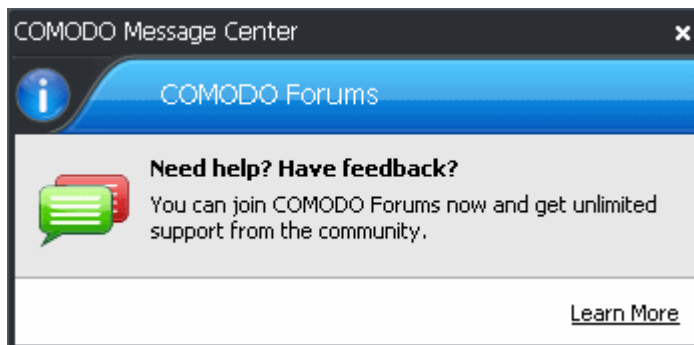 COMODO Message Center
COMODO Forums
Need help? Have feedback?
You can join COMODO Forums now and get unlimited
support from the community.
Learn More